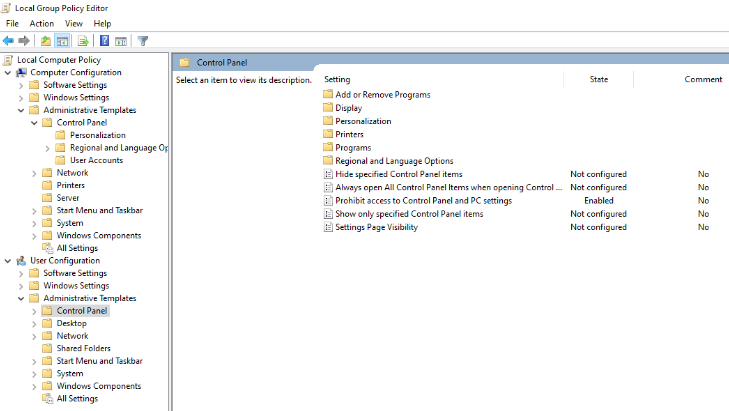 Local Group Policy Editor
File Action View Help
Local Computer Policy
Computer Configuration
Software Settings
Windows Settings
Administrative Templates
Control Panel
Personalization
Regional and Language Op
User Accounts
Network
Printers
Server
Start Menu and Taskbar
System
Windows Components
All Settings
User Configuration
Software Settings
Windows Settings
Administrative Templates
Control Panel
Desktop
Network
Shared Folders
Start Menu and Taskbar
System
Windows Components
All Settings
Control Panel
Select an item to view its description.
Setting State Comment
Add or Remove Programs
Display
Personalization
Printers
Programs
Regional and Language Options
Hide specified Control Panel items Not configured No
Always open All Control Panel Items when opening Control ... Not configured No
Prohibit access to Control Panel and PC settings Enabled No
Show only specified Control Panel items Not configured No
Settings Page Visibility Not configured No